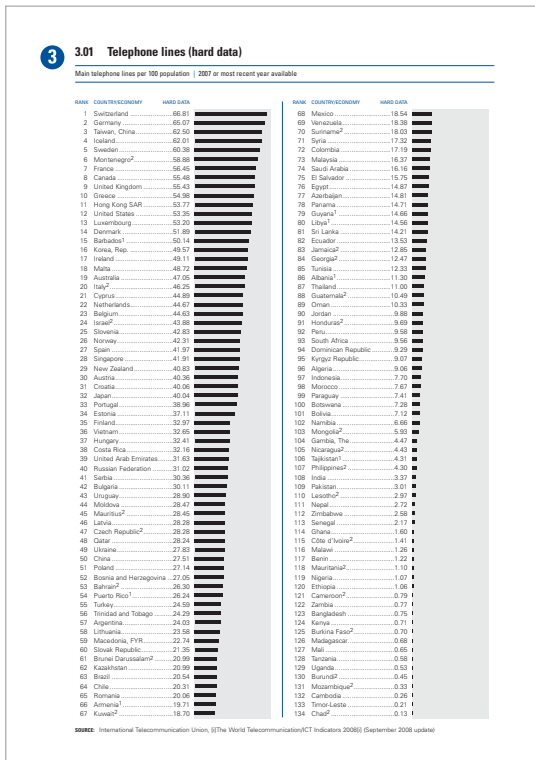 3
3.01 Telephone lines (hard data)
Main telephone lines per 100 population | 2007 or most recent year available
RANK COUNTRY/ECONOMY HARD DATA
1 Switzerland 66.81
2 Germany 65.07
3 Taiwan, China 62.50
4 Iceland 62.01
5 Sweden 60.38
6 Montenegro² 58.88
7 France 56.45
8 Canada 55.48
9 United Kingdom 55.43
10 Greece 54.98
11 Hong Kong SAR 53.77
12 United States 53.35
13 Luxembourg 53.20
14 Denmark 51.89
15 Barbados¹ 50.14
16 Korea, Rep. 49.57
17 Ireland 49.11
18 Malta 48.72
19 Australia 47.05
20 Italy² 46.25
21 Cyprus 44.89
22 Netherlands 44.67
23 Belgium 44.63
24 Israel² 43.88
25 Slovenia 42.83
26 Norway 42.31
27 Spain 41.97
28 Singapore 41.91
29 New Zealand 40.83
30 Austria 40.36
31 Croatia 40.06
32 Japan 40.04
33 Portugal 38.96
34 Estonia 37.11
35 Finland 32.97
36 Vietnam 32.65
37 Hungary 32.41
38 Costa Rica 32.16
39 United Arab Emirates 31.63
40 Russian Federation 31.02
41 Serbia 30.36
42 Bulgaria 30.11
43 Uruguay 28.90
44 Moldova 28.47
45 Mauritius² 28.45
46 Latvia 28.28
47 Czech Republic² 28.28
48 Qatar 28.24
49 Ukraine 27.83
50 China 27.51
51 Poland 27.14
52 Bosnia and Herzegovina 27.05
53 Bahrain² 26.30
54 Puerto Rico¹ 26.24
55 Turkey 24.59
56 Trinidad and Tobago 24.29
57 Argentina 24.03
58 Lithuania 23.58
59 Macedonia, FYR 22.74
60 Slovak Republic 21.35
61 Brunei Darussalam² 20.99
62 Kazakhstan 20.99
63 Brazil 20.54
64 Chile 20.31
65 Romania 20.06
66 Armenia¹ 19.71
67 Kuwait² 18.70
RANK COUNTRY/ECONOMY HARD DATA
68 Mexico 18.54
69 Venezuela 18.38
70 Suriname² 18.03
71 Syria 17.32
72 Colombia 17.19
73 Malaysia 16.37
74 Saudi Arabia 16.16
75 El Salvador 15.75
76 Egypt 14.87
77 Azerbaijan 14.81
78 Panama 14.71
79 Guyana¹ 14.66
80 Libya¹ 14.56
81 Sri Lanka 14.21
82 Ecuador 13.53
83 Jamaica² 12.85
84 Georgia² 12.47
85 Tunisia 12.33
86 Albania¹ 11.30
87 Thailand 11.00
88 Guatemala² 10.49
89 Oman 10.33
90 Jordan 9.88
91 Honduras² 9.69
92 Peru 9.58
93 South Africa 9.56
94 Dominican Republic 9.29
95 Kyrgyz Republic 9.07
96 Algeria 9.06
97 Indonesia 7.70
98 Morocco 7.67
99 Paraguay 7.41
100 Botswana 7.28
101 Bolivia 7.12
102 Namibia 6.66
103 Mongolia² 5.93
104 Gambia, The 4.47
105 Nicaragua² 4.43
106 Tajikistan¹ 4.31
107 Philippines² 4.30
108 India 3.37
109 Pakistan 3.01
110 Lesotho² 2.97
111 Nepal 2.72
112 Zimbabwe 2.58
113 Senegal 2.17
114 Ghana 1.60
115 Côte d'Ivoire² 1.41
116 Malawi 1.26
117 Benin 1.22
118 Mauritania² 1.10
119 Nigeria 1.07
120 Ethiopia 1.06
121 Cameroon² 0.79
122 Zambia 0.77
123 Bangladesh 0.75
124 Kenya 0.71
125 Burkina Faso² 0.70
126 Madagascar 0.68
127 Mali 0.65
128 Tanzania 0.58
129 Uganda 0.53
130 Burundi² 0.45
131 Mozambique² 0.33
132 Cambodia 0.26
133 Timor-Leste 0.21
134 Chad² 0.13
SOURCE: International Telecommunication Union, [i]The World Telecommunication/ICT Indicators 2008[i] (September 2008 update)